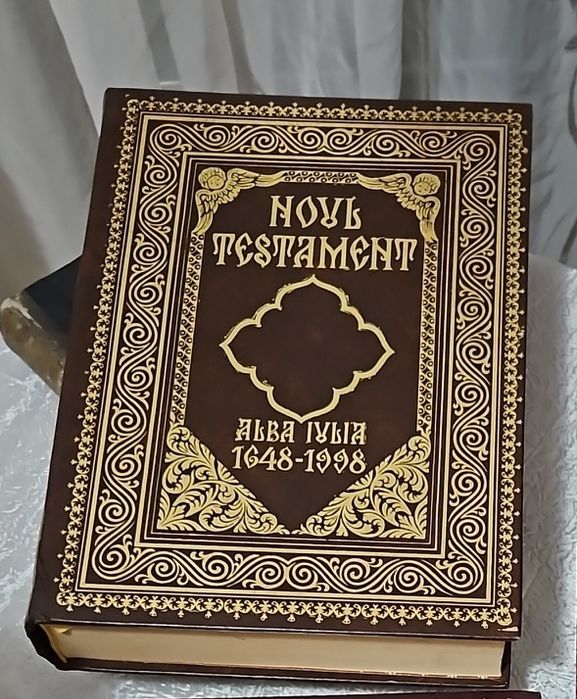 NOUL
TESTAMENT
ALBA IULIA
1648-1998